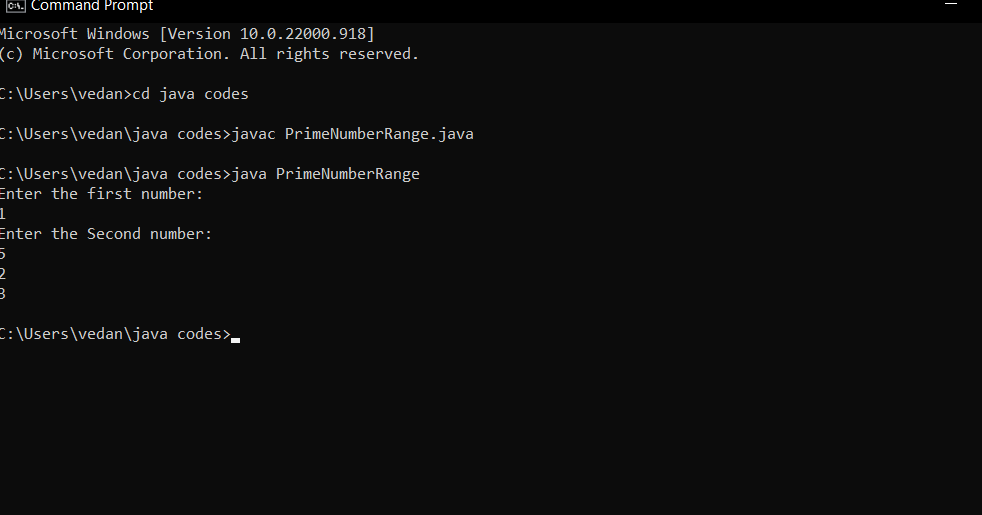 Command Prompt
Microsoft Windows [Version 10.0.22000.918]
(c) Microsoft Corporation. All rights reserved.
C:\Users\vedan>cd java codes
C:\Users\vedan\java codes>javac PrimeNumberRange.java
C:\Users\vedan\java codes>java PrimeNumberRange
Enter the first number:
1
Enter the Second number:
5
2
3
C:\Users\vedan\java codes>